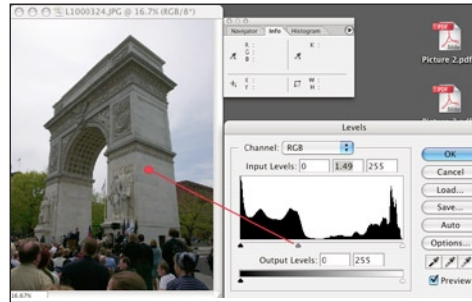 L1000324.JPG @ 16.7% (RGB/8*)
Navigator Info Histogram
R :
G :
B :
K :
X :
Y :
W :
H :
Picture 2.pdf
Levels
Channel: RGB
OK
Input Levels: 0 1.49 255
Cancel
Load...
Save...
Auto
Options...
Output Levels: 0 255
Preview
16.67%